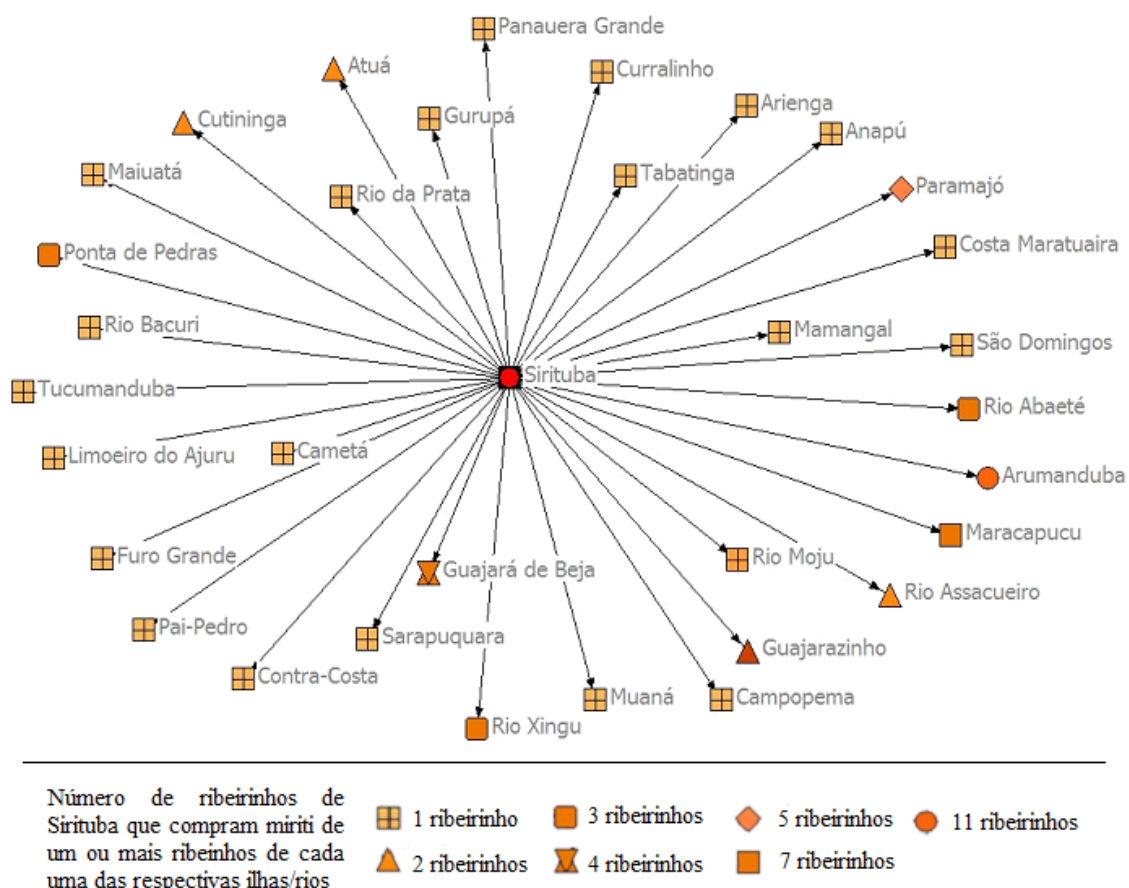 Panauera Grande
Atuá
Curralinho
Arienga
Cutininga
Gurupá
Anapú
Maiuatá
Tabatinga
Rio da Prata
Paramajó
Ponta de Pedras
Costa Maratuaira
Rio Bacuri
Mamangal
São Domingos
Sirituba
Tucumanduba
Rio Abaeté
Limoeiro do Ajuru
Cametá
Arumanduba
Maracapucu
Furo Grande
Rio Moju
Guajará de Beja
Rio Assacueiro
Pai-Pedro
Sarapuquara
Guajarazinho
Contra-Costa
Muaná
Campopema
Rio Xingu
Número de ribeirinhos de
Sirituba que compram miriti de
um ou mais ribeinhos de cada
uma das respectivas ilhas/rios
1 ribeirinho
3 ribeirinhos
5 ribeirinhos
11 ribeirinhos
2 ribeirinhos
4 ribeirinhos
7 ribeirinhos